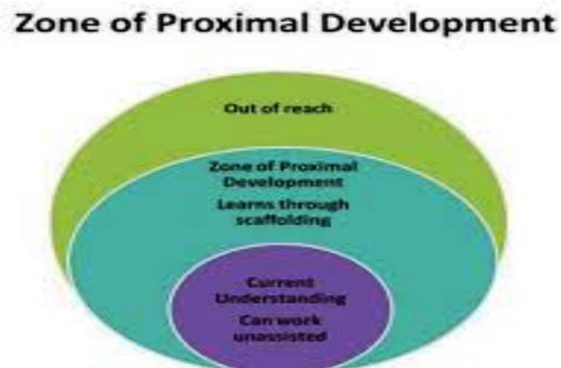 Zone of Proximal Development
Out of reach
Zone of Proximal
Development
Learns through
scaffolding
Current
Understanding
Can work
unassisted